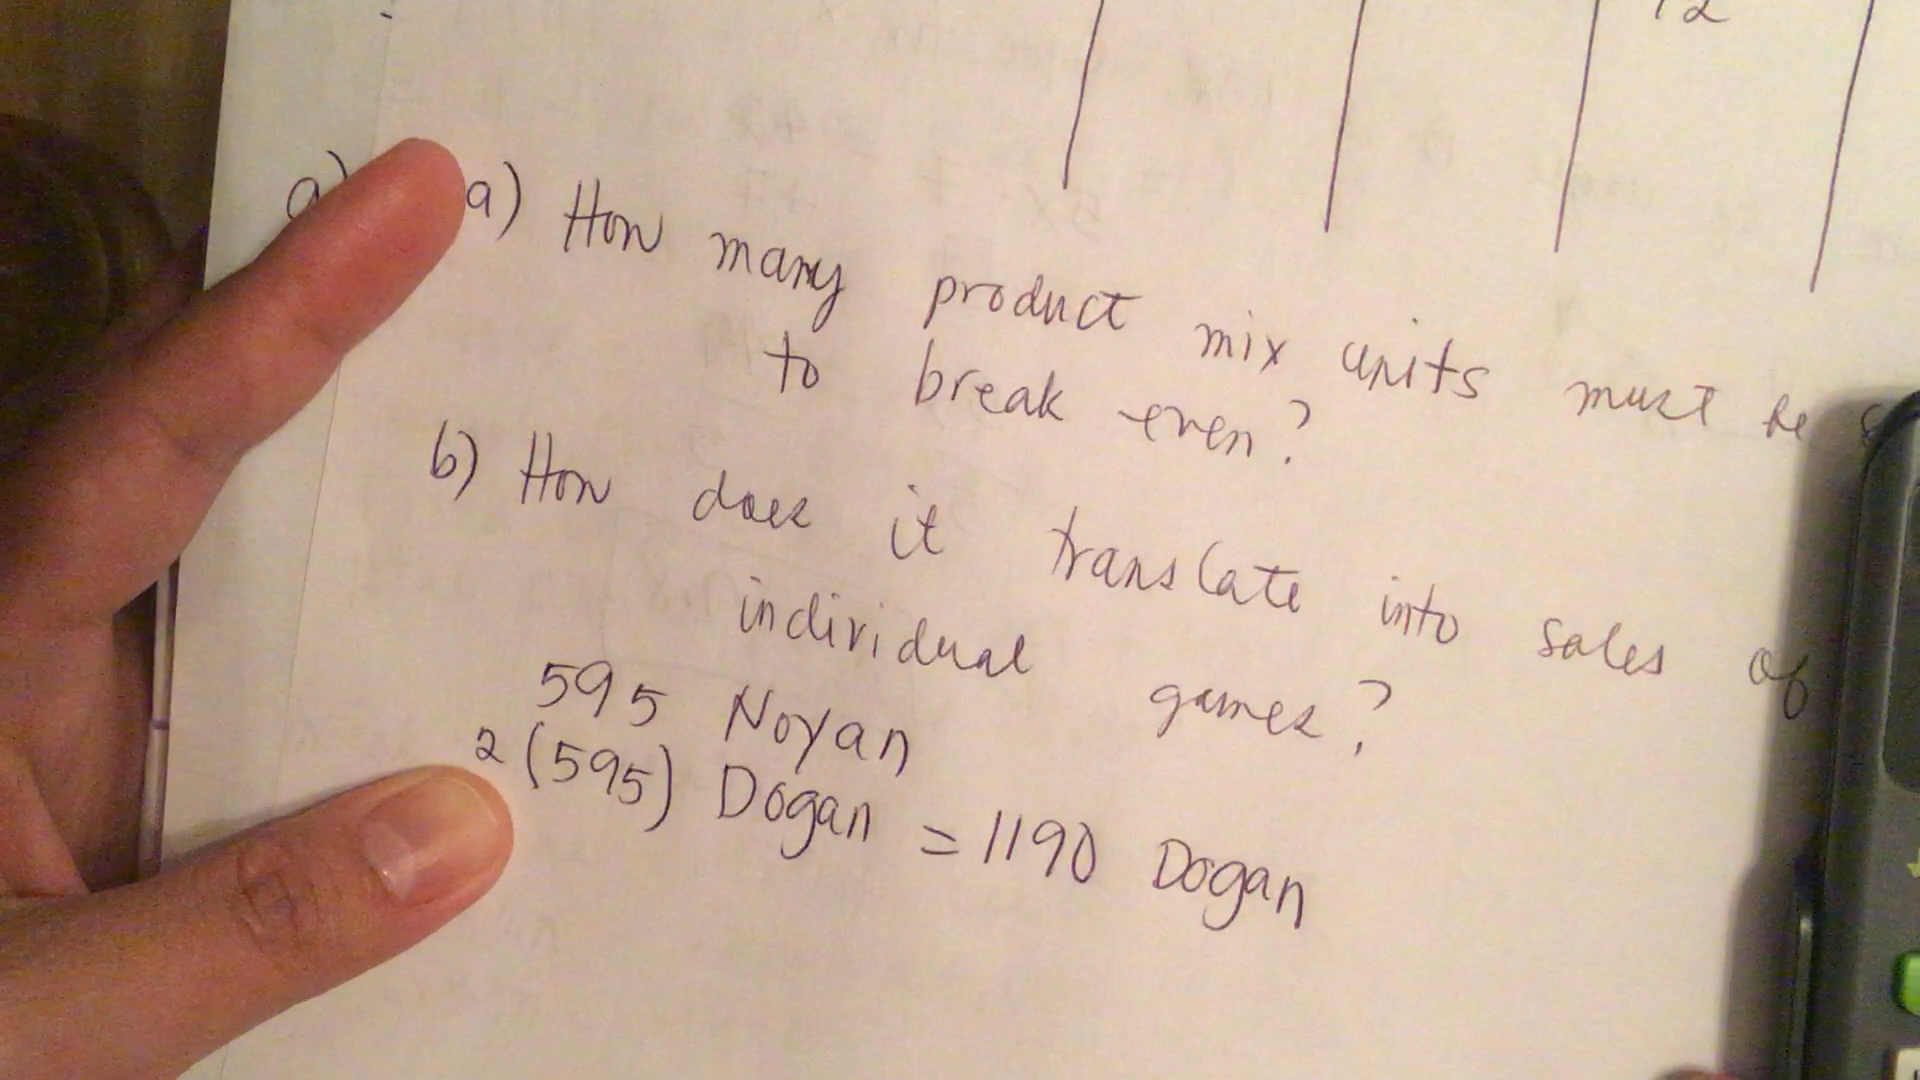 12
a) a) How many product mix units must be
to break even?
b) How does it translate into sales of
individual games?
595 Noyan
2 (595) Dogan = 1190 Dogan